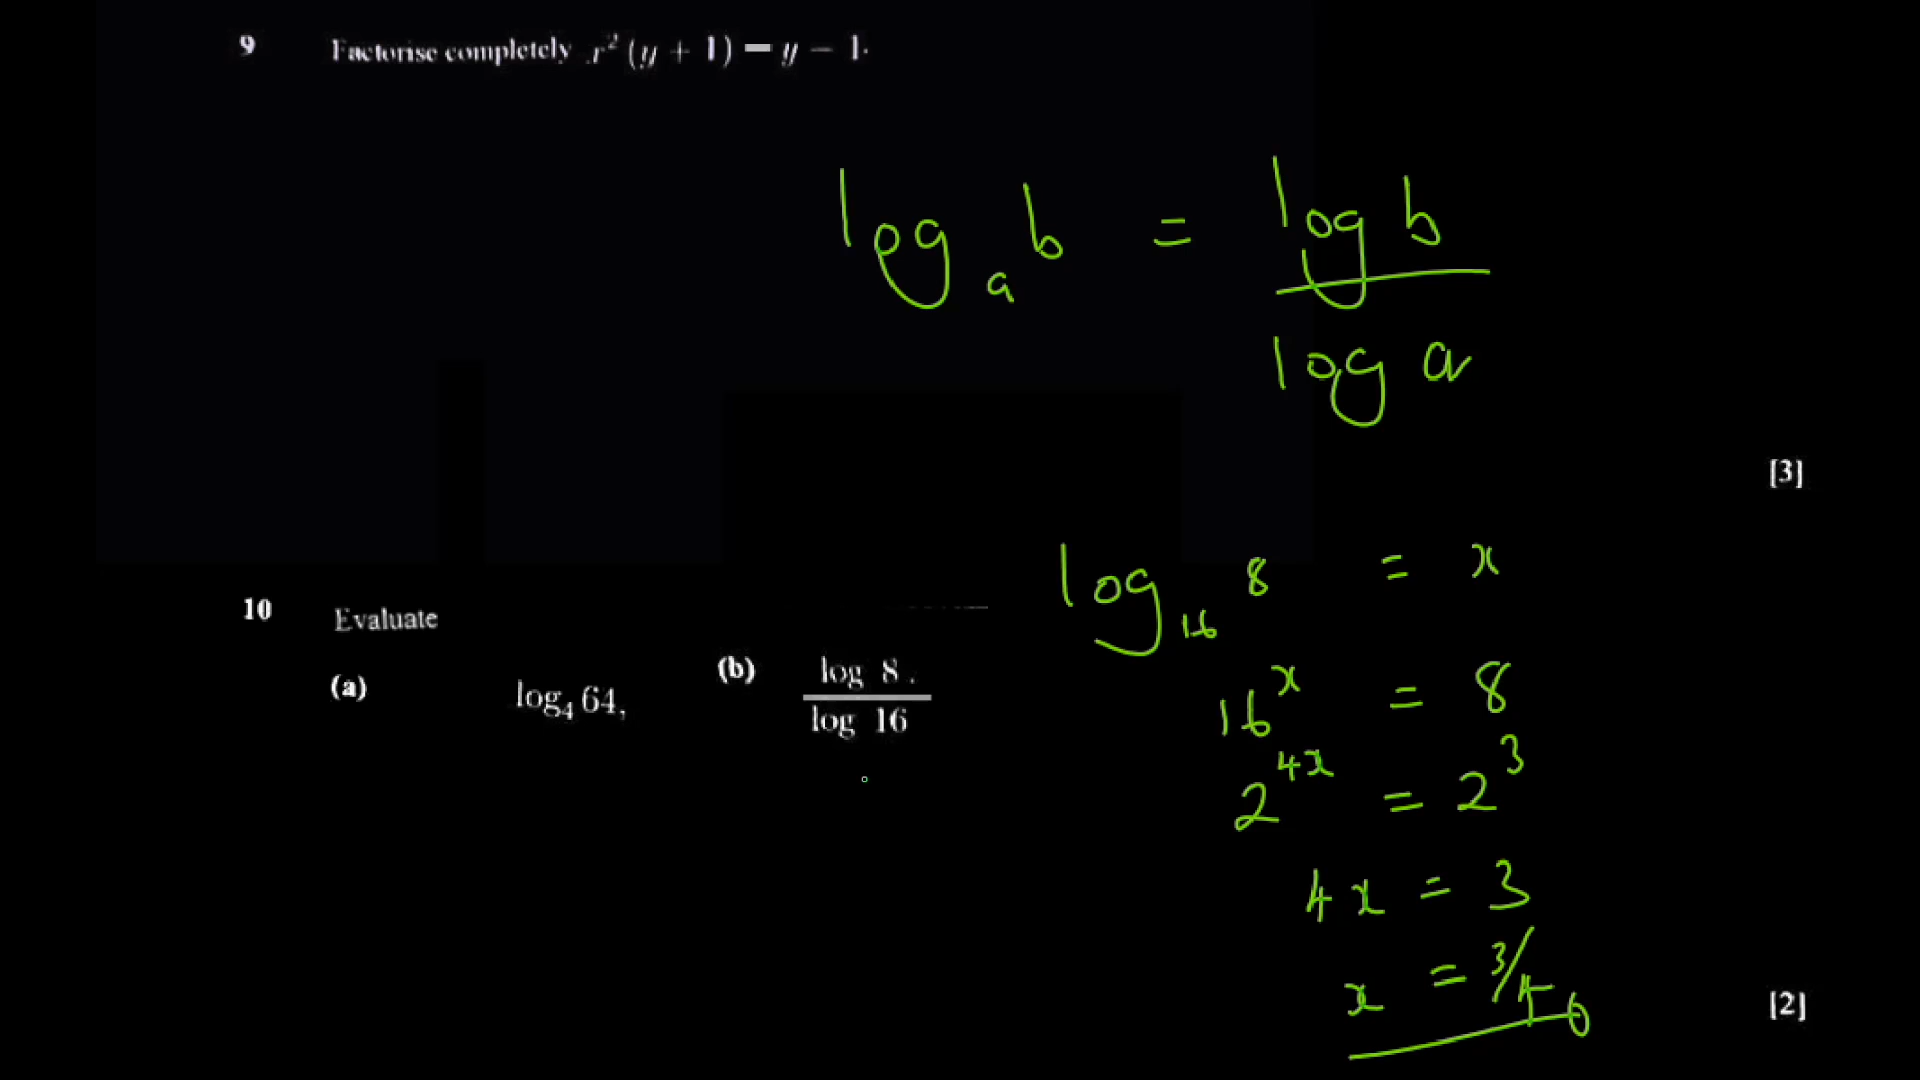 9 Factorise completely x² (y + 1) − y − 1.
log_a b = log b / log a
[3]
log_16 8 = x
10 Evaluate
(a) log₄ 64,
(b) log 8. / log 16
16^x = 8
2^4x = 2^3
4x = 3
x = 3/4
[2]